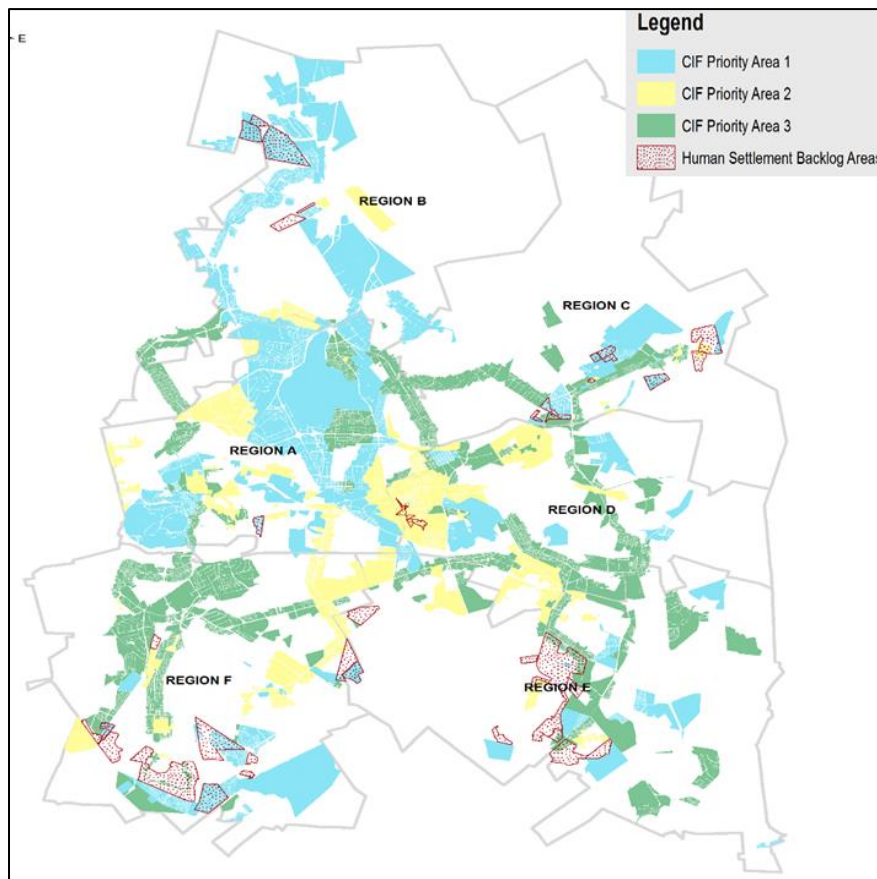 E
Legend
CIF Priority Area 1
CIF Priority Area 2
CIF Priority Area 3
Human Settlement Backlog Areas
REGION B
REGION C
REGION A
REGION D
REGION F
REGION E